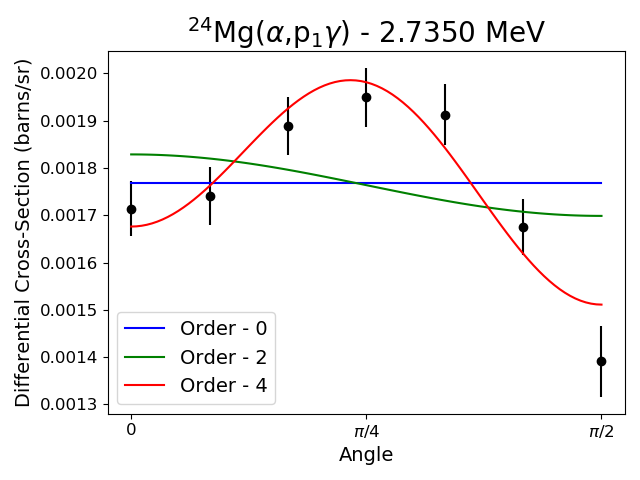 ²⁴Mg(α,p₁γ) - 2.7350 MeV
Differential Cross-Section (barns/sr)
0.0020
0.0019
0.0018
0.0017
0.0016
0.0015
0.0014
0.0013
Order - 0
Order - 2
Order - 4
0
π/4
π/2
Angle